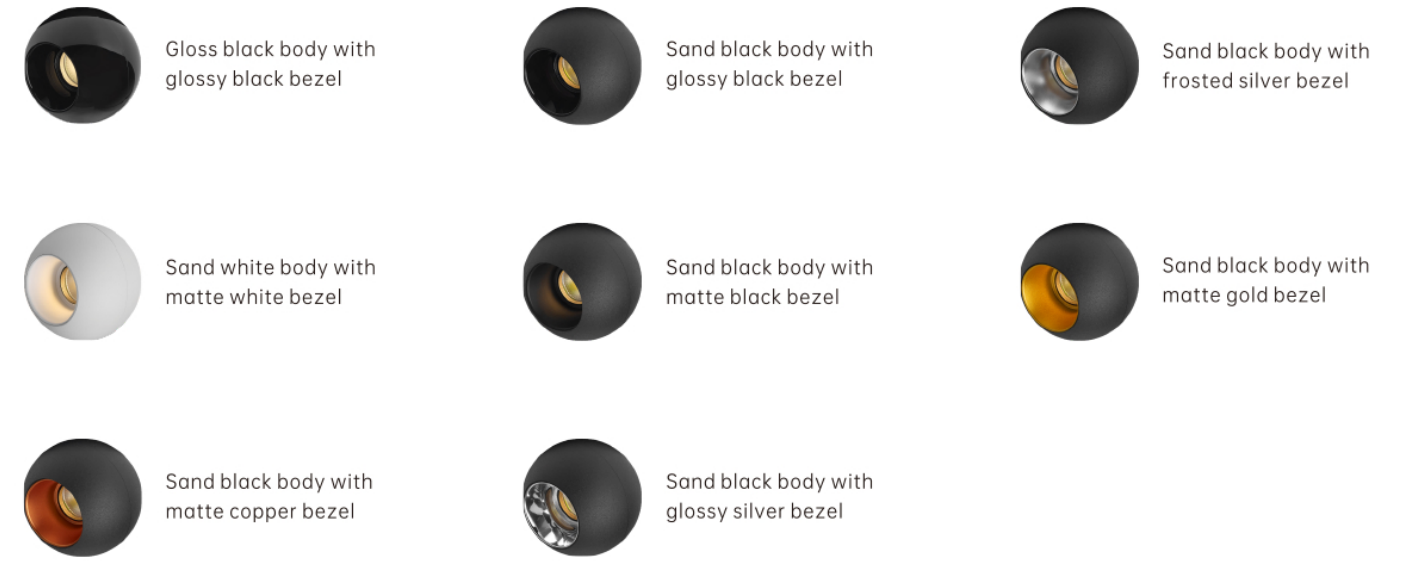 Gloss black body with
glossy black bezel
Sand black body with
glossy black bezel
Sand black body with
frosted silver bezel
Sand white body with
matte white bezel
Sand black body with
matte black bezel
Sand black body with
matte gold bezel
Sand black body with
matte copper bezel
Sand black body with
glossy silver bezel